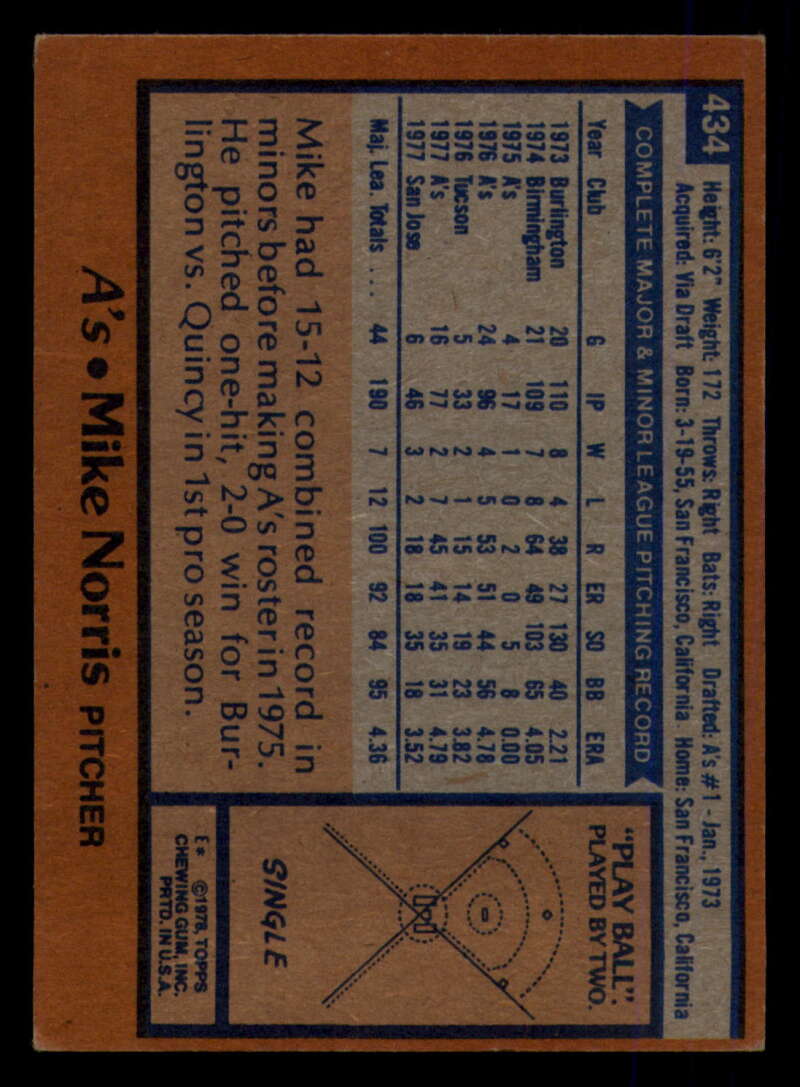 434
Height: 6'2" Weight: 172 Throws: Right Bats: Right Drafted: A's #1 - Jan., 1973
Acquired: Via Draft Born: 3-19-55, San Francisco, California Home: San Francisco, California
COMPLETE MAJOR & MINOR LEAGUE PITCHING RECORD
Year Club G IP W L R ER SO BB ERA
1973 Burlington 20 110 8 4 38 27 130 40 2.21
1974 Birmingham 21 109 7 8 64 49 103 65 4.05
1975 A's 4 17 1 0 2 0 5 8 0.00
1976 A's 24 96 4 5 53 51 44 56 4.78
1976 Tucson 5 33 2 1 15 14 19 23 3.82
1977 A's 16 77 2 7 45 41 35 31 4.79
1977 San Jose 6 46 3 2 18 18 35 18 3.52
Maj. Lea. Totals . . . 44 190 7 12 100 92 84 95 4.36
Mike had 15-12 combined record in
minors before making A's roster in 1975.
He pitched one-hit, 2-0 win for Bur-
lington vs. Quincy in 1st pro season.
"PLAY BALL".
PLAYED BY TWO.
SINGLE
E* ©1978, TOPPS
CHEWING GUM, INC.
PRTD. IN U.S.A.
A's • Mike Norris PITCHER